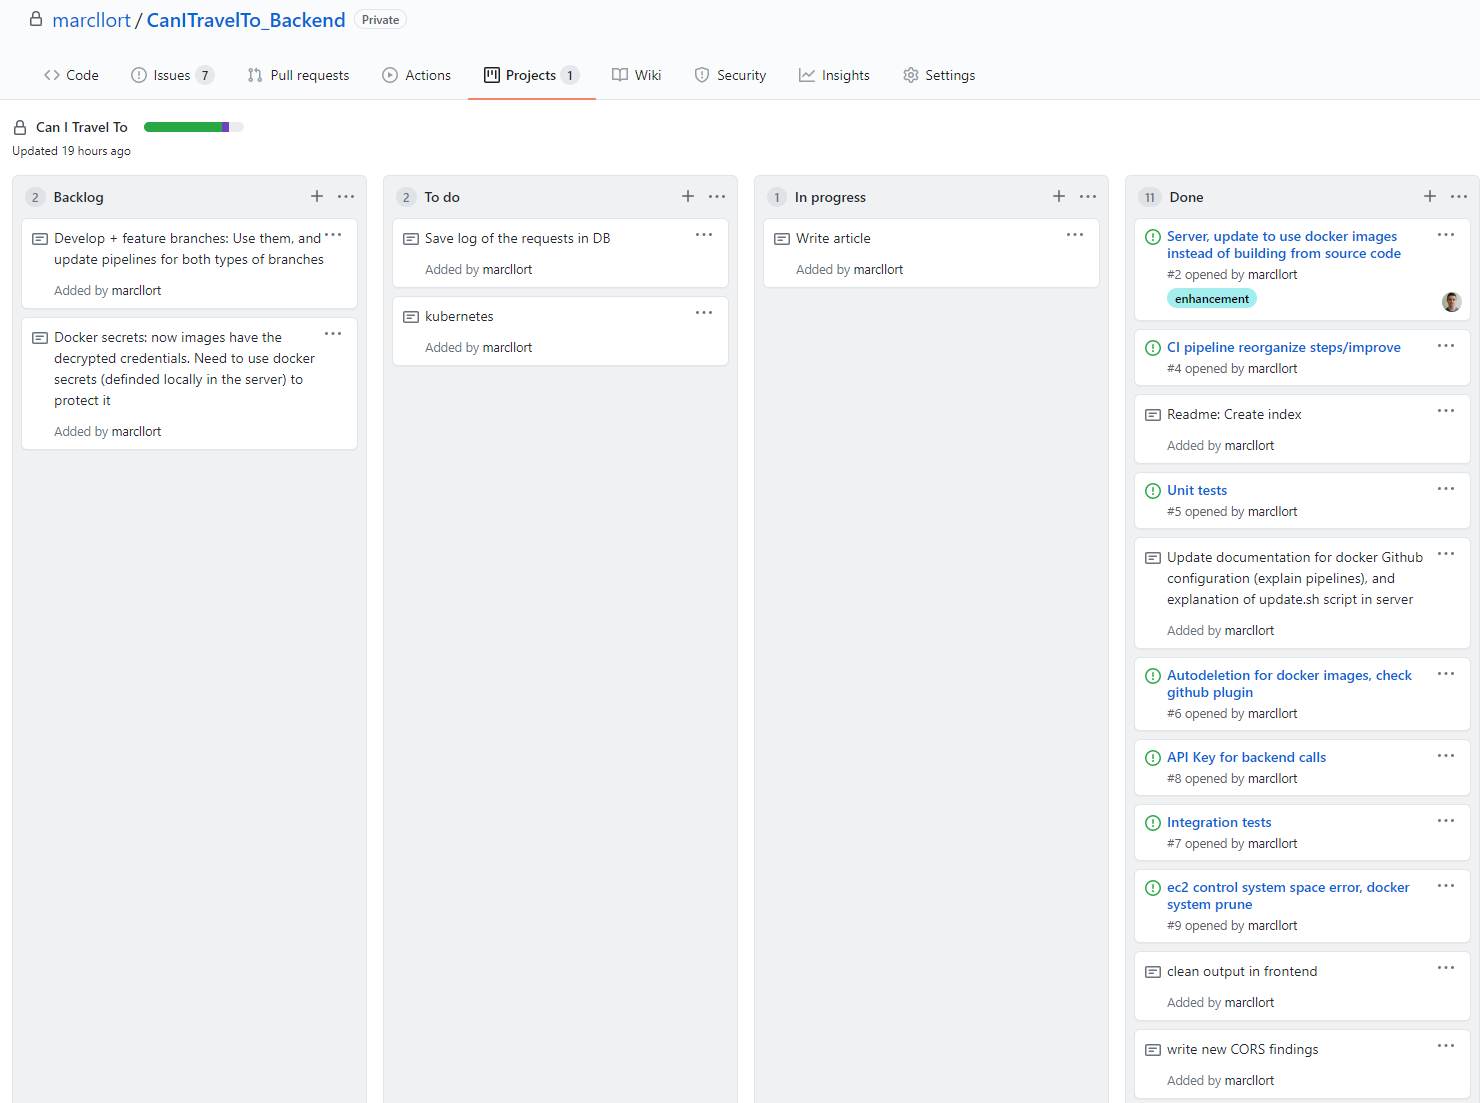 marcllort / CanITravelTo_Backend Private
Code Issues 7 Pull requests Actions Projects 1 Wiki Security Insights Settings
Can I Travel To
Updated 19 hours ago
2 Backlog
Develop + feature branches: Use them, and
update pipelines for both types of branches
Added by marcllort
Docker secrets: now images have the
decrypted credentials. Need to use docker
secrets (definded locally in the server) to
protect it
Added by marcllort
2 To do
Save log of the requests in DB
Added by marcllort
kubernetes
Added by marcllort
1 In progress
Write article
Added by marcllort
11 Done
Server, update to use docker images
instead of building from source code
#2 opened by marcllort
enhancement
CI pipeline reorganize steps/improve
#4 opened by marcllort
Readme: Create index
Added by marcllort
Unit tests
#5 opened by marcllort
Update documentation for docker Github
configuration (explain pipelines), and
explanation of update.sh script in server
Added by marcllort
Autodeletion for docker images, check
github plugin
#6 opened by marcllort
API Key for backend calls
#8 opened by marcllort
Integration tests
#7 opened by marcllort
ec2 control system space error, docker
system prune
#9 opened by marcllort
clean output in frontend
Added by marcllort
write new CORS findings
Added by marcllort